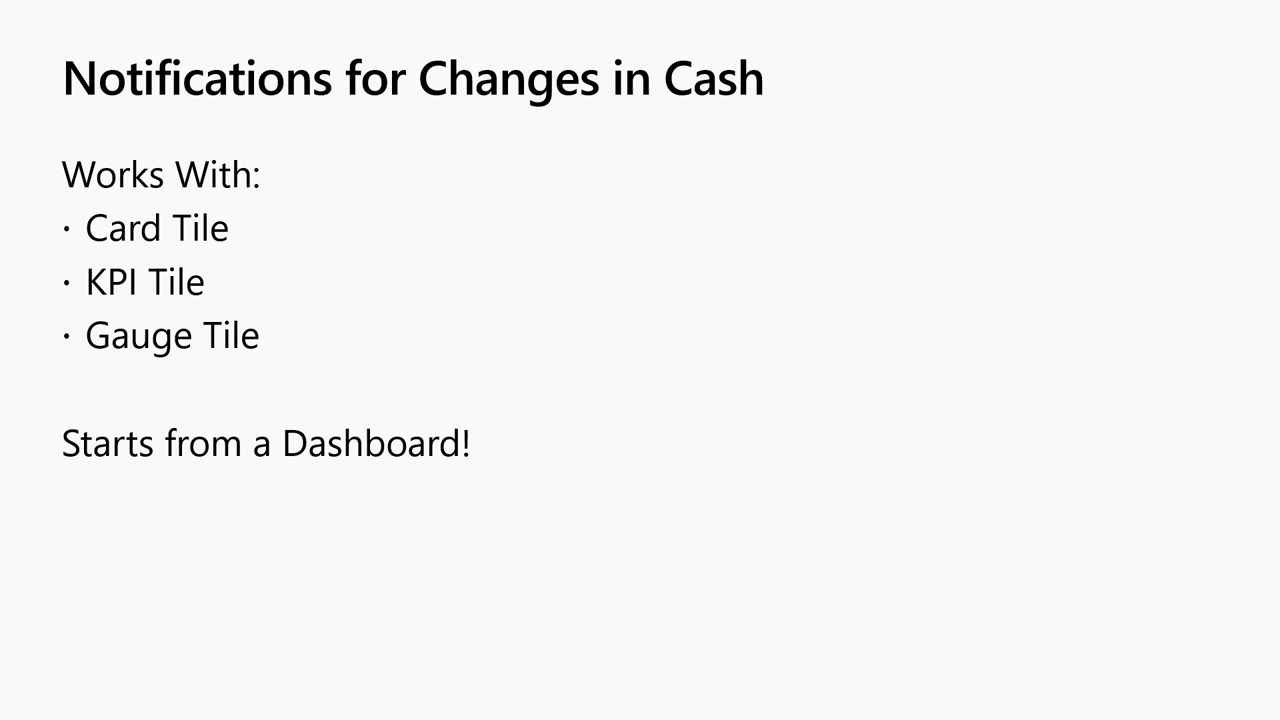 Notifications for Changes in Cash
Works With:
· Card Tile
· KPI Tile
· Gauge Tile
Starts from a Dashboard!